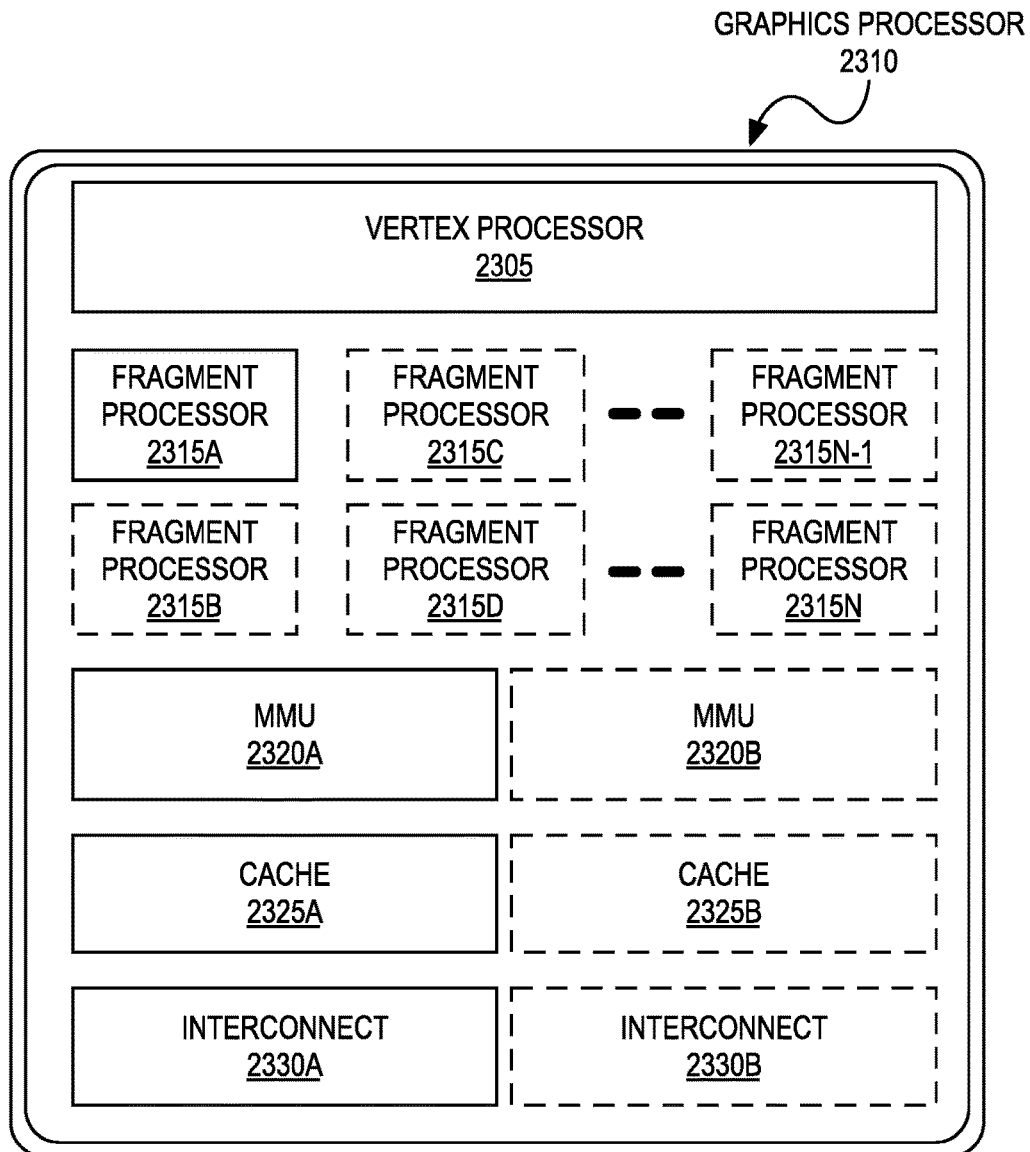 GRAPHICS PROCESSOR
2310
VERTEX PROCESSOR
2305
FRAGMENT
PROCESSOR
2315A
FRAGMENT
PROCESSOR
2315C
FRAGMENT
PROCESSOR
2315N-1
FRAGMENT
PROCESSOR
2315B
FRAGMENT
PROCESSOR
2315D
FRAGMENT
PROCESSOR
2315N
MMU
2320A
MMU
2320B
CACHE
2325A
CACHE
2325B
INTERCONNECT
2330A
INTERCONNECT
2330B